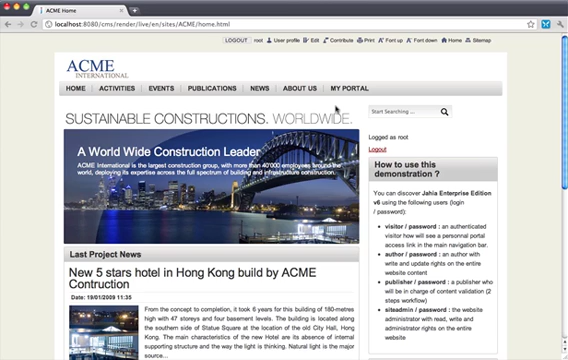 ACME Home
localhost:8080/cms/render/live/en/sites/ACME/home.html
LOGOUT root User profile Edit Contribute Print Font up Font down Home Sitemap
ACME
INTERNATIONAL
HOME ACTIVITIES EVENTS PUBLICATIONS NEWS ABOUT US MY PORTAL
SUSTAINABLE CONSTRUCTIONS. WORLDWIDE.
Start Searching ...
A World Wide Construction Leader
ACME International is the largest construction group, with more than 40'000 employees around the
world, deploying its expertise across the full spectrum of building and infrastructure construction.
Logged as root
Logout
How to use this
demonstration ?
You can discover Jahia Enterprise Edition
v6 using the following users (login
/ password):
visitor / password : an authenticated
visitor how will see a personnal portal
access link in the main navigation bar.
author / password : an author with
write and update rights on the entire
website content
publisher / password : a publisher who
will be in charge of content validation (2
steps workflow)
siteadmin / password : the website
administrator with read, write and
administrator rights on the entire
website
Last Project News
New 5 stars hotel in Hong Kong build by ACME
Contruction
Date: 19/01/2009 11:35
From the concept to completion, it took 6 years for this building of 180-metres
high with 47 storeys and four basement levels. The building is located along
the southern side of Statue Square at the location of the old City Hall, Hong
Kong. The main characteristics of the new Hotel are its absence of internal
supporting structure and the way the light is thinking. Natural light is the major
source...